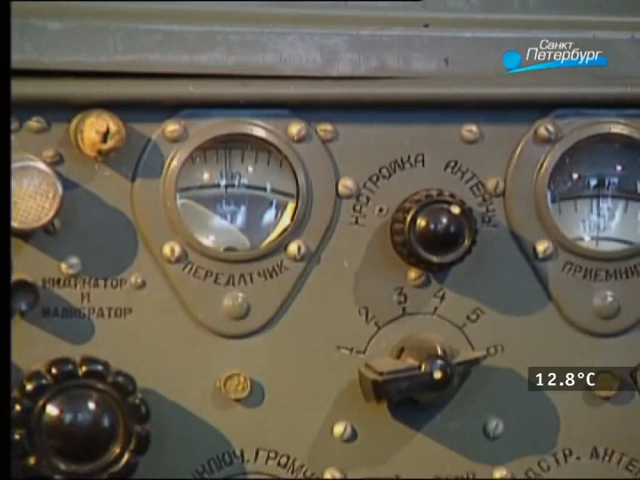 Санкт
Петербург
НАСТРОЙКА АНТЕННЫ
ПЕРЕДАТЧИК
ПРИЕМНИК
ИНДИКАТОР
И
КАЛИБРАТОР
1 2 3 4 5 6
12.8°C